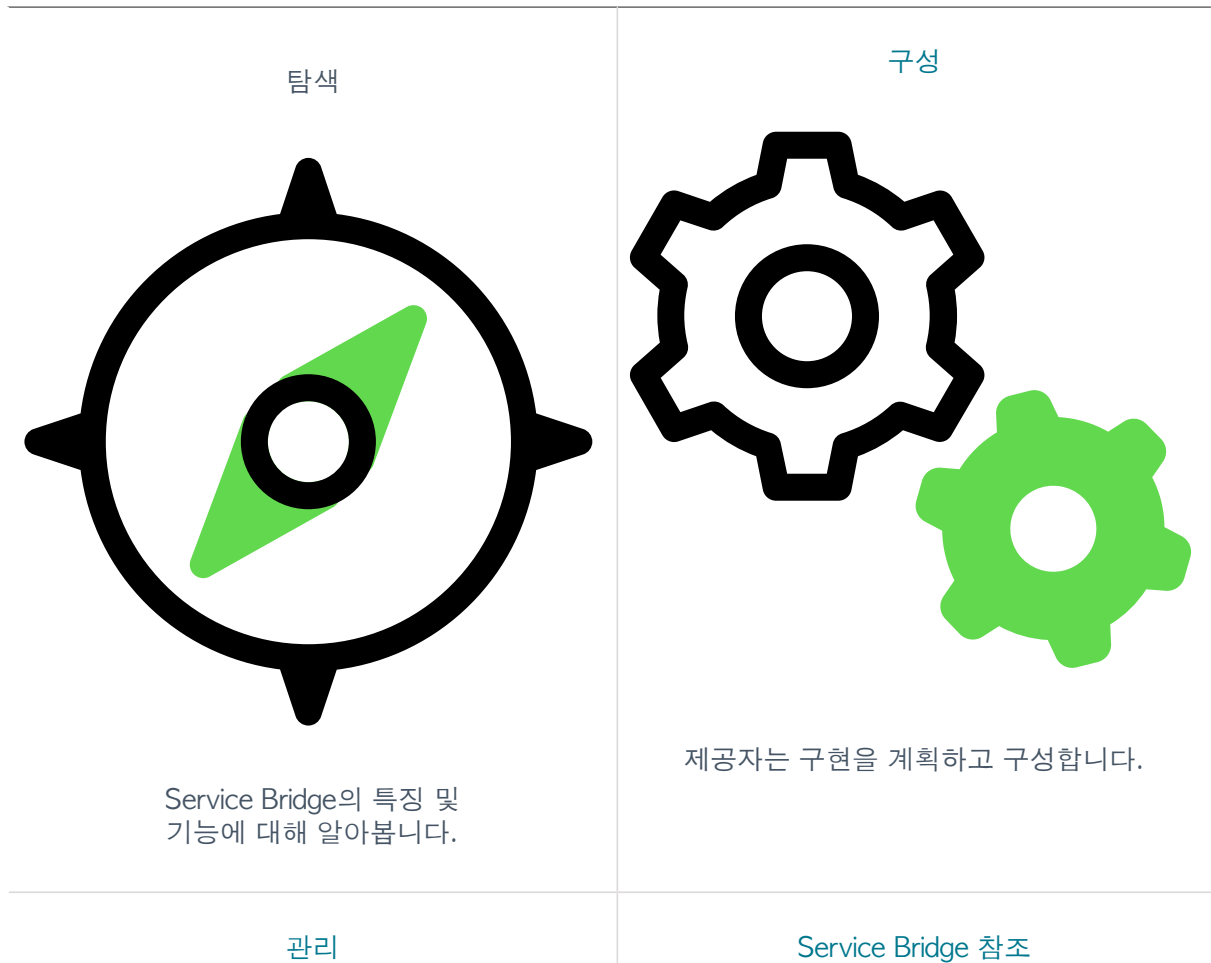 탐색
Service Bridge의 특징 및
기능에 대해 알아봅니다.
구성
제공자는 구현을 계획하고 구성합니다.
관리
Service Bridge 참조